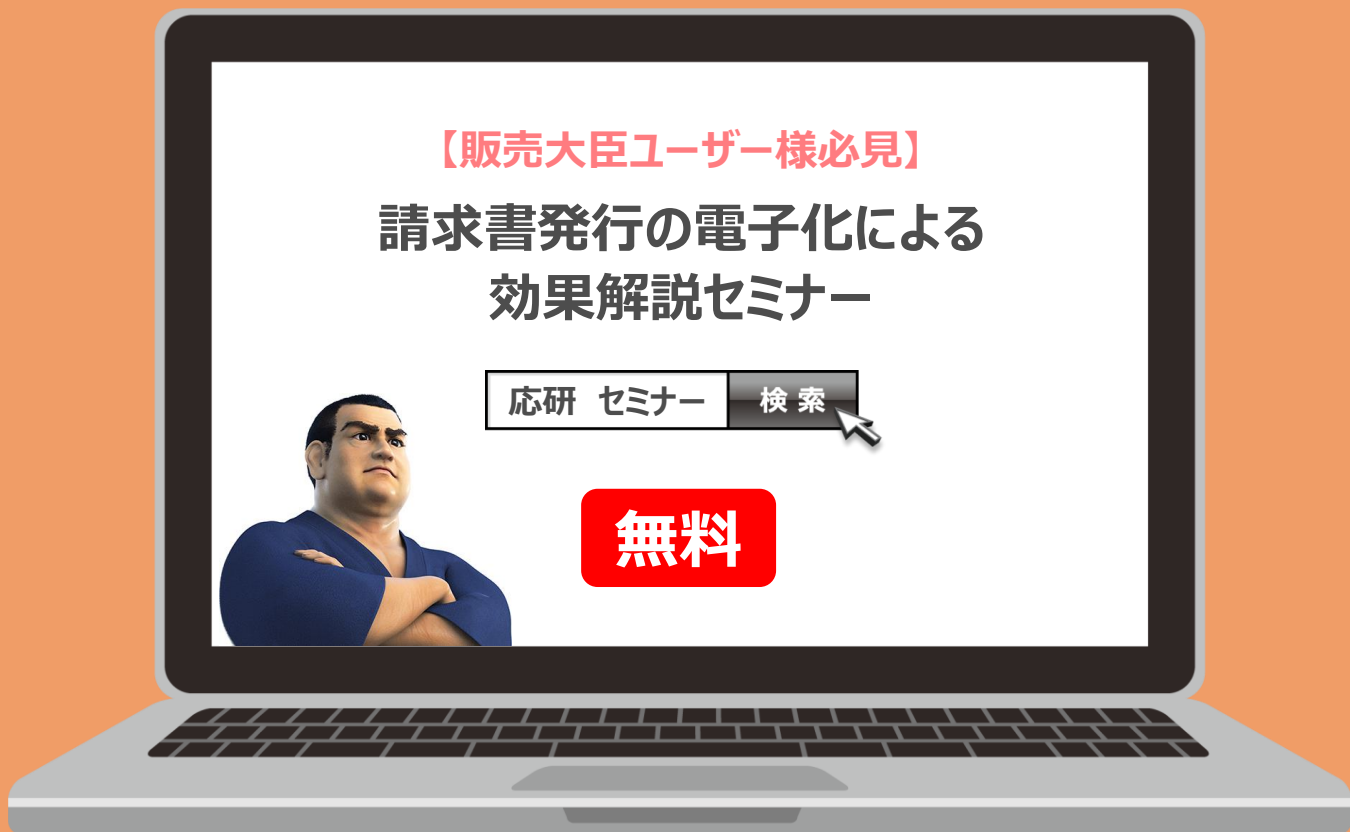 【販売大臣ユーザー様必見】
請求書発行の電子化による
効果解説セミナー
応研 セミナー 検索
無料